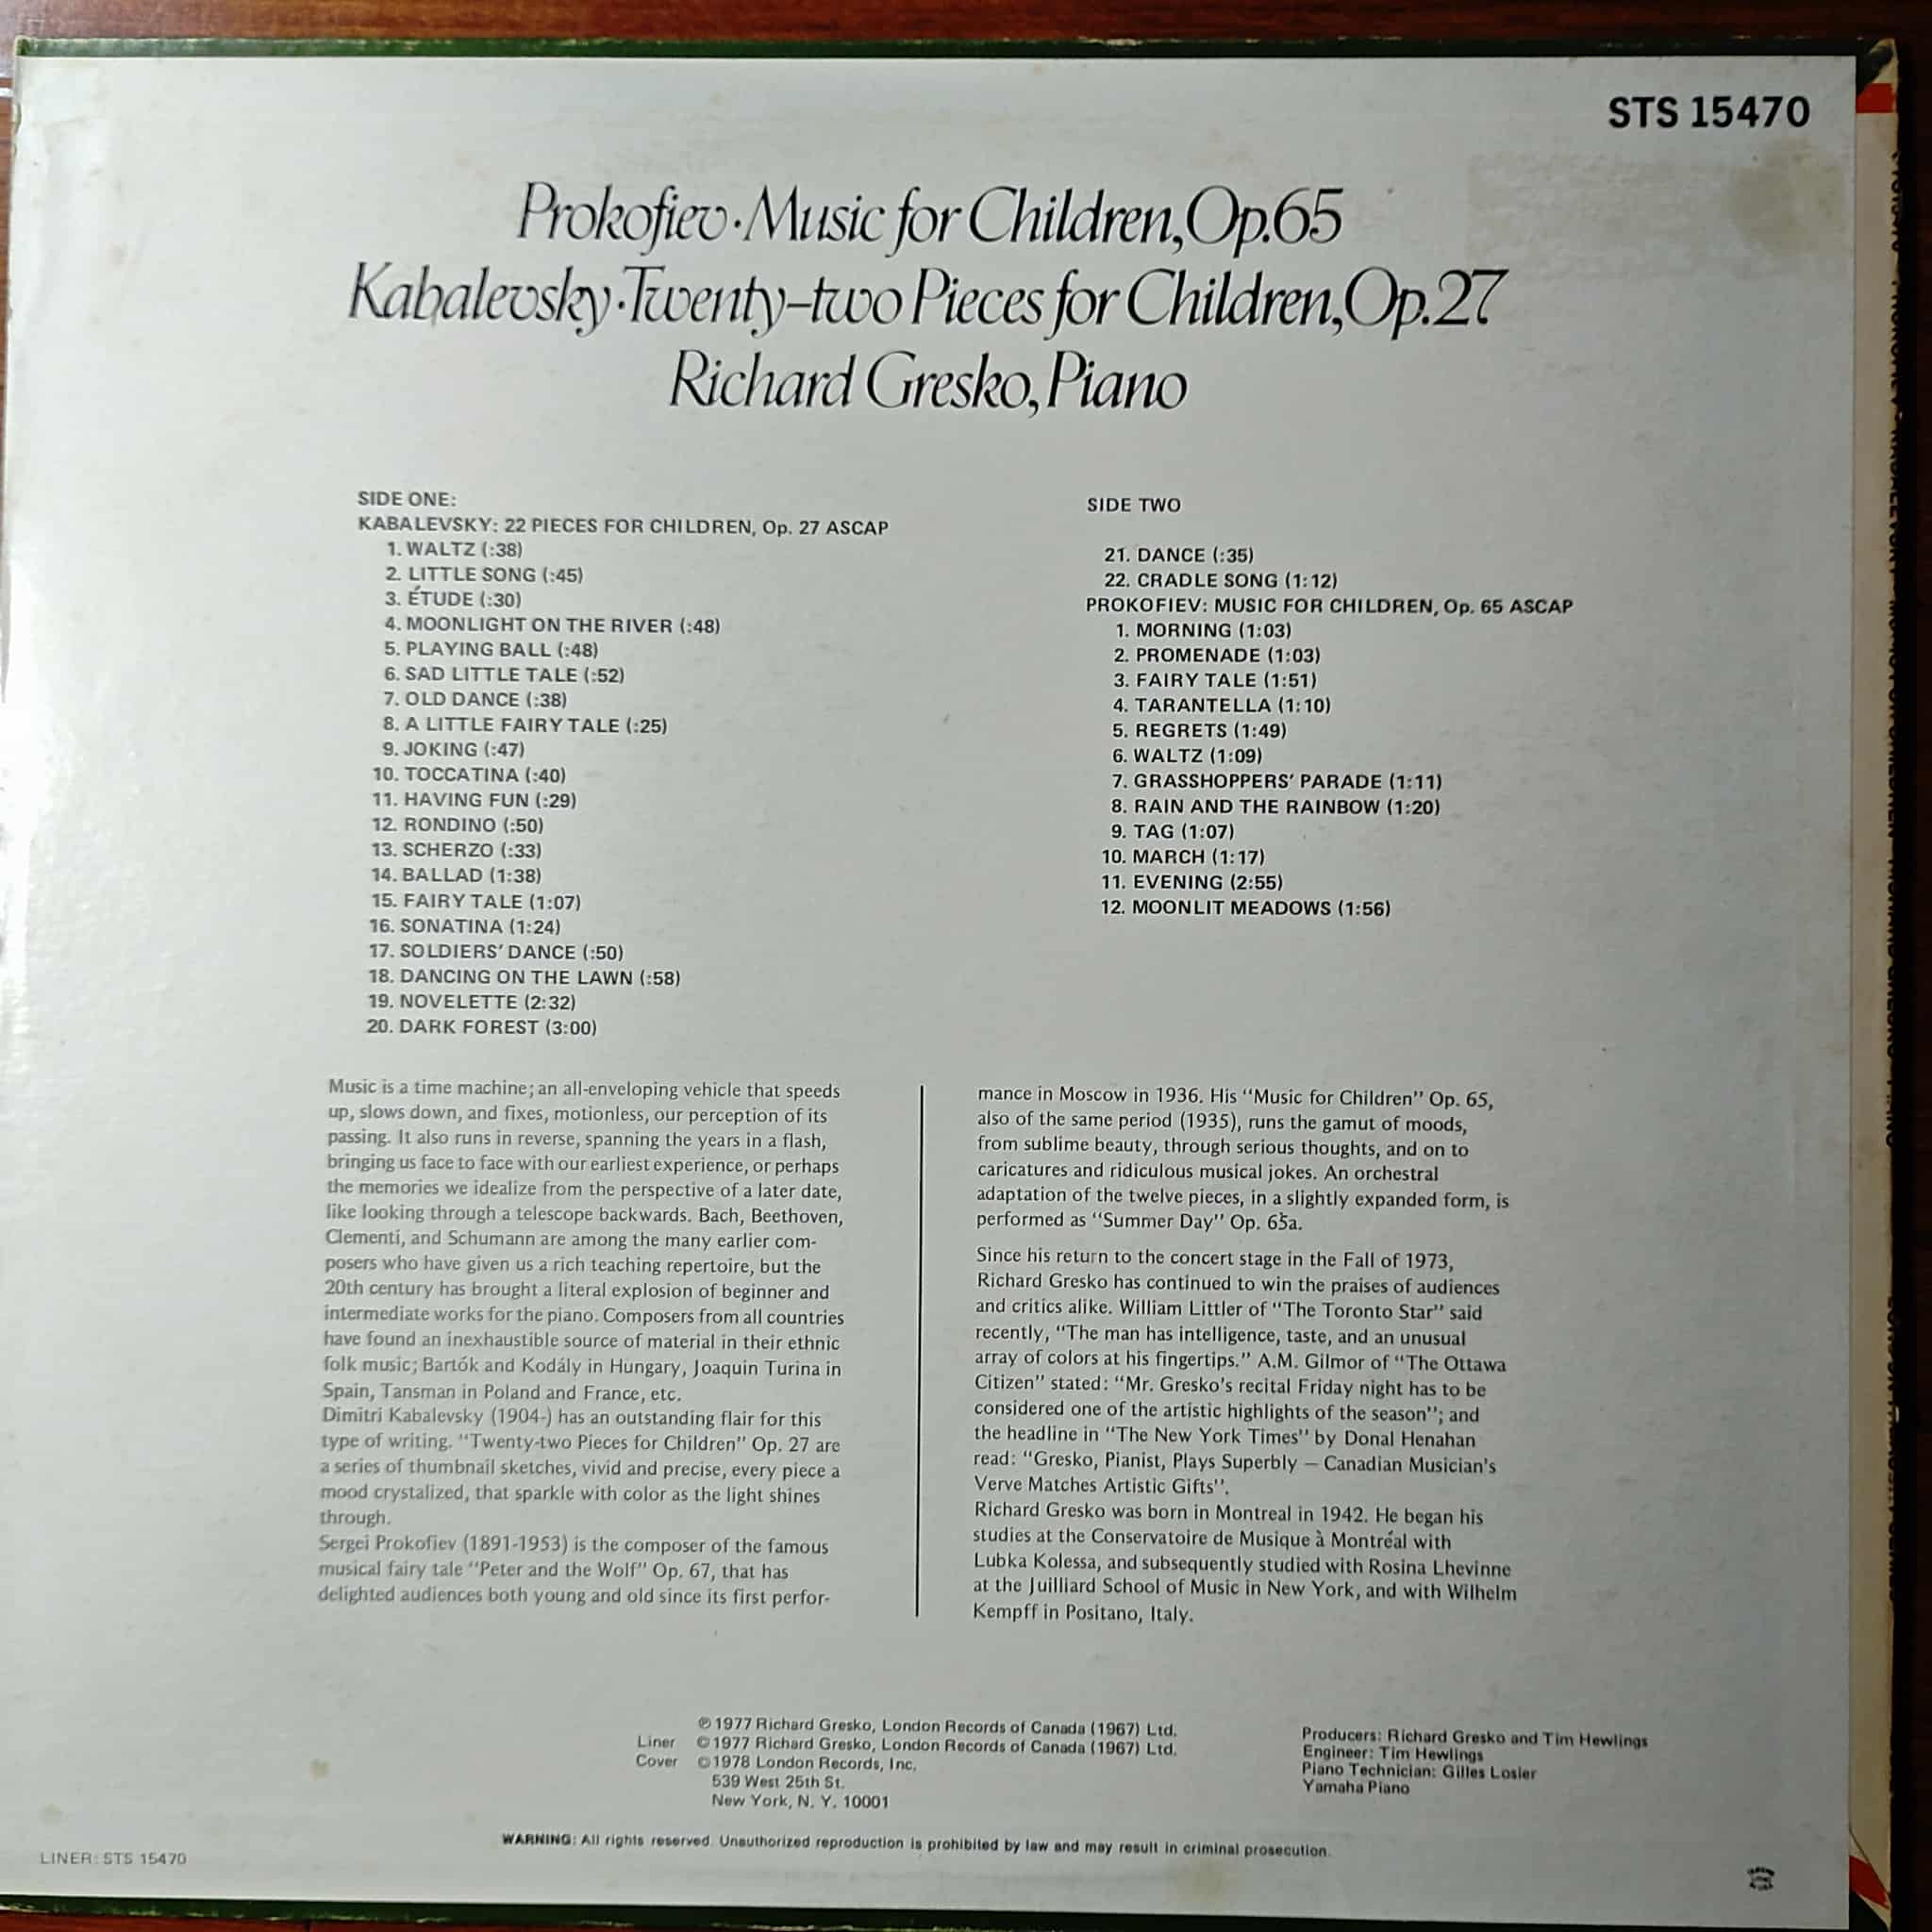 STS 15470
Prokofiev·Music for Children,Op.65
Kabalevsky·Twenty-two Pieces for Children,Op.27
Richard Gresko,Piano
SIDE ONE:
KABALEVSKY: 22 PIECES FOR CHILDREN, Op. 27 ASCAP
1. WALTZ (:38)
2. LITTLE SONG (:45)
3. ÉTUDE (:30)
4. MOONLIGHT ON THE RIVER (:48)
5. PLAYING BALL (:48)
6. SAD LITTLE TALE (:52)
7. OLD DANCE (:38)
8. A LITTLE FAIRY TALE (:25)
9. JOKING (:47)
10. TOCCATINA (:40)
11. HAVING FUN (:29)
12. RONDINO (:50)
13. SCHERZO (:33)
14. BALLAD (1:38)
15. FAIRY TALE (1:07)
16. SONATINA (1:24)
17. SOLDIERS' DANCE (:50)
18. DANCING ON THE LAWN (:58)
19. NOVELETTE (2:32)
20. DARK FOREST (3:00)
SIDE TWO
21. DANCE (:35)
22. CRADLE SONG (1:12)
PROKOFIEV: MUSIC FOR CHILDREN, Op. 65 ASCAP
1. MORNING (1:03)
2. PROMENADE (1:03)
3. FAIRY TALE (1:51)
4. TARANTELLA (1:10)
5. REGRETS (1:49)
6. WALTZ (1:09)
7. GRASSHOPPERS' PARADE (1:11)
8. RAIN AND THE RAINBOW (1:20)
9. TAG (1:07)
10. MARCH (1:17)
11. EVENING (2:55)
12. MOONLIT MEADOWS (1:56)
Music is a time machine; an all-enveloping vehicle that speeds
up, slows down, and fixes, motionless, our perception of its
passing. It also runs in reverse, spanning the years in a flash,
bringing us face to face with our earliest experience, or perhaps
the memories we idealize from the perspective of a later date,
like looking through a telescope backwards. Bach, Beethoven,
Clementi, and Schumann are among the many earlier com-
posers who have given us a rich teaching repertoire, but the
20th century has brought a literal explosion of beginner and
intermediate works for the piano. Composers from all countries
have found an inexhaustible source of material in their ethnic
folk music; Bartók and Kodály in Hungary, Joaquin Turina in
Spain, Tansman in Poland and France, etc.
Dimitri Kabalevsky (1904-) has an outstanding flair for this
type of writing. "Twenty-two Pieces for Children" Op. 27 are
a series of thumbnail sketches, vivid and precise, every piece a
mood crystalized, that sparkle with color as the light shines
through.
Sergei Prokofiev (1891-1953) is the composer of the famous
musical fairy tale "Peter and the Wolf" Op. 67, that has
delighted audiences both young and old since its first perfor-
mance in Moscow in 1936. His "Music for Children" Op. 65,
also of the same period (1935), runs the gamut of moods,
from sublime beauty, through serious thoughts, and on to
caricatures and ridiculous musical jokes. An orchestral
adaptation of the twelve pieces, in a slightly expanded form, is
performed as "Summer Day" Op. 65a.
Since his return to the concert stage in the Fall of 1973,
Richard Gresko has continued to win the praises of audiences
and critics alike. William Littler of "The Toronto Star" said
recently, "The man has intelligence, taste, and an unusual
array of colors at his fingertips." A.M. Gilmor of "The Ottawa
Citizen" stated: "Mr. Gresko's recital Friday night has to be
considered one of the artistic highlights of the season"; and
the headline in "The New York Times" by Donal Henahan
read: "Gresko, Pianist, Plays Superbly — Canadian Musician's
Verve Matches Artistic Gifts".
Richard Gresko was born in Montreal in 1942. He began his
studies at the Conservatoire de Musique à Montréal with
Lubka Kolessa, and subsequently studied with Rosina Lhevinne
at the Juilliard School of Music in New York, and with Wilhelm
Kempff in Positano, Italy.
℗ 1977 Richard Gresko, London Records of Canada (1967) Ltd.
Liner © 1977 Richard Gresko, London Records of Canada (1967) Ltd.
Cover © 1978 London Records, Inc.
539 West 25th St.
New York, N. Y. 10001
Producers: Richard Gresko and Tim Hewlings
Engineer: Tim Hewlings
Piano Technician: Gilles Losier
Yamaha Piano
WARNING: All rights reserved. Unauthorized reproduction is prohibited by law and may result in criminal prosecution.
LINER: STS 15470